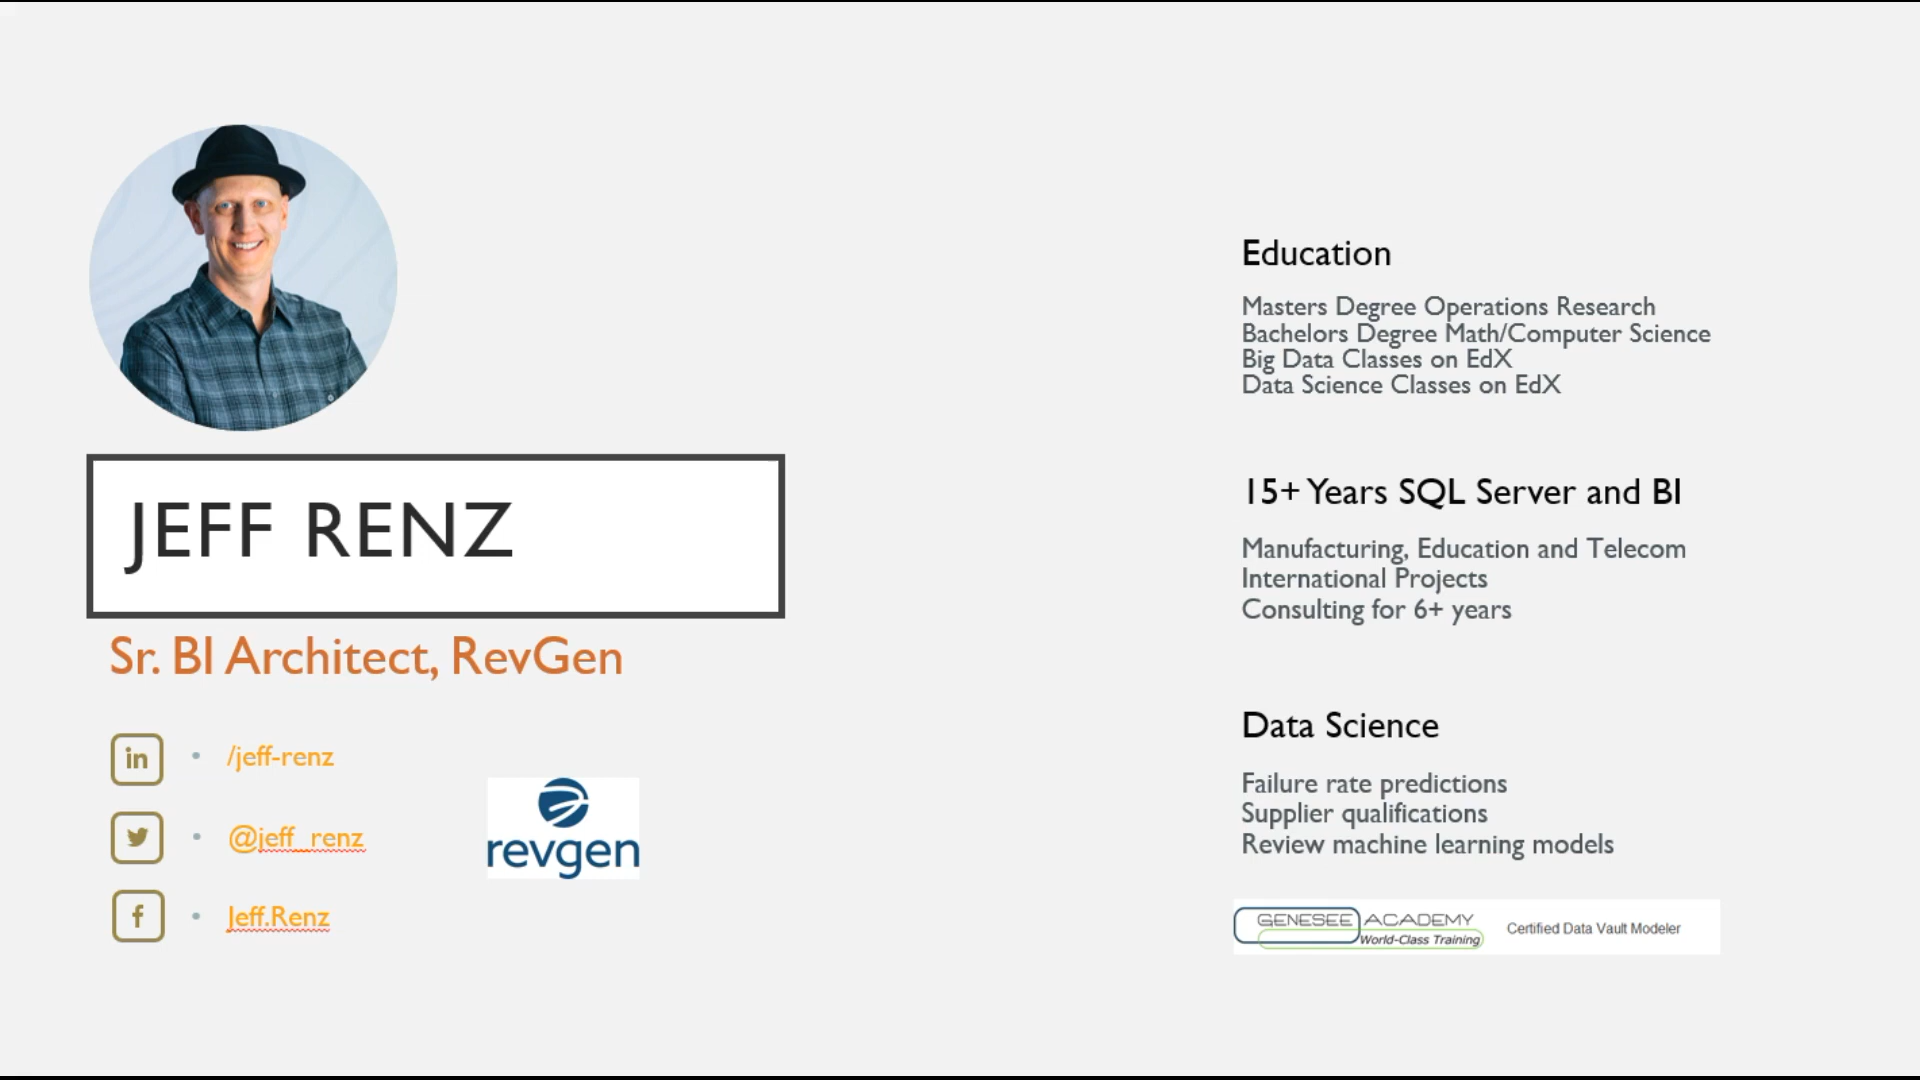 JEFF RENZ
Sr. BI Architect, RevGen
in
• /jeff-renz
• @jeff_renz
f
• Jeff.Renz
revgen
Education
Masters Degree Operations Research
Bachelors Degree Math/Computer Science
Big Data Classes on EdX
Data Science Classes on EdX
15+ Years SQL Server and BI
Manufacturing, Education and Telecom
International Projects
Consulting for 6+ years
Data Science
Failure rate predictions
Supplier qualifications
Review machine learning models
GENESEE ACADEMY
World-Class Training
Certified Data Vault Modeler